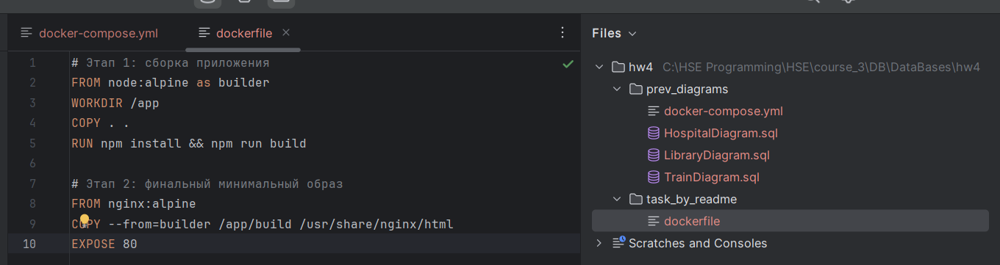 docker-compose.yml
dockerfile
1 # Этап 1: сборка приложения
2 FROM node:alpine as builder
3 WORKDIR /app
4 COPY . .
5 RUN npm install && npm run build
6
7 # Этап 2: финальный минимальный образ
8 FROM nginx:alpine
9 COPY --from=builder /app/build /usr/share/nginx/html
10 EXPOSE 80
Files
hw4 C:\HSE Programming\HSE\course_3\DB\DataBases\hw4
prev_diagrams
docker-compose.yml
HospitalDiagram.sql
LibraryDiagram.sql
TrainDiagram.sql
task_by_readme
dockerfile
Scratches and Consoles